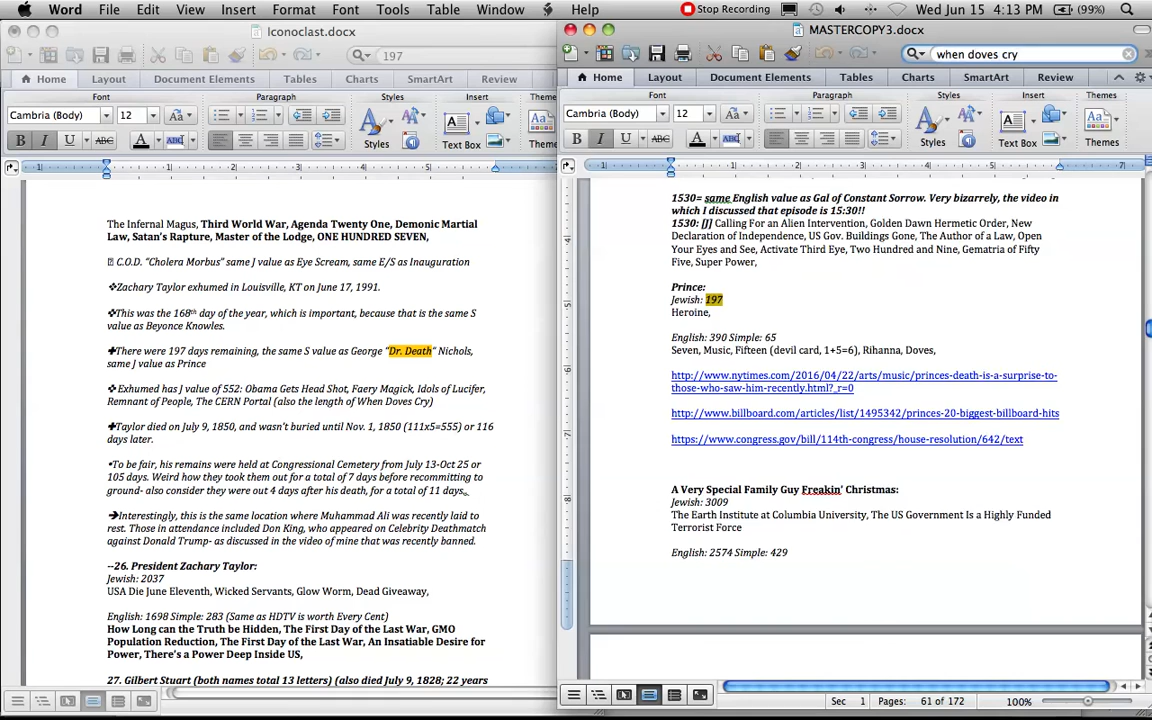 Word File Edit View Insert Format Font Tools Table Window Help
Stop Recording Wed Jun 15 4:13 PM (99%)
Iconoclast.docx
197
Home Layout Document Elements Tables Charts SmartArt Review
Font Paragraph Styles Insert Themes
Cambria (Body) 12
Styles Text Box Themes
The Infernal Magus, Third World War, Agenda Twenty One, Demonic Martial
Law, Satan's Rapture, Master of the Lodge, ONE HUNDRED SEVEN,
C.O.D. “Cholera Morbus” same J value as Eye Scream, same E/S as Inauguration
❖Zachary Taylor exhumed in Louisville, KT on June 17, 1991.
❖This was the 168th day of the year, which is important, because that is the same S
value as Beyonce Knowles.
✚There were 197 days remaining, the same S value as George “Dr. Death” Nichols,
same J value as Prince
❖Exhumed has J value of 552: Obama Gets Head Shot, Faery Magick, Idols of Lucifer,
Remnant of People, The CERN Portal (also the length of When Doves Cry)
✚Taylor died on July 9, 1850, and wasn't buried until Nov. 1, 1850 (111x5=555) or 116
days later.
•To be fair, his remains were held at Congressional Cemetery from July 13-Oct 25 or
105 days. Weird how they took them out for a total of 7 days before recommitting to
ground- also consider they were out 4 days after his death, for a total of 11 days.
➔Interestingly, this is the same location where Muhammad Ali was recently laid to
rest. Those in attendance included Don King, who appeared on Celebrity Deathmatch
against Donald Trump- as discussed in the video of mine that was recently banned.
--26. President Zachary Taylor:
Jewish: 2037
USA Die June Eleventh, Wicked Servants, Glow Worm, Dead Giveaway,
English: 1698 Simple: 283 (Same as HDTV is worth Every Cent)
How Long can the Truth be Hidden, The First Day of the Last War, GMO
Population Reduction, The First Day of the Last War, An Insatiable Desire for
Power, There's a Power Deep Inside US,
27. Gilbert Stuart (both names total 13 letters) (also died July 9, 1828; 22 years
MASTERCOPY3.docx
when doves cry
Home Layout Document Elements Tables Charts SmartArt Review
Font Paragraph Styles Insert Themes
Cambria (Body) 12
Styles Text Box Themes
1530= same English value as Gal of Constant Sorrow. Very bizarrely, the video in
which I discussed that episode is 15:30!!
1530: [J] Calling For an Alien Intervention, Golden Dawn Hermetic Order, New
Declaration of Independence, US Gov. Buildings Gone, The Author of a Law, Open
Your Eyes and See, Activate Third Eye, Two Hundred and Nine, Gematria of Fifty
Five, Super Power,
Prince:
Jewish: 197
Heroine,
English: 390 Simple: 65
Seven, Music, Fifteen (devil card, 1+5=6), Rihanna, Doves,
http://www.nytimes.com/2016/04/22/arts/music/princes-death-is-a-surprise-to-
those-who-saw-him-recently.html?_r=0
http://www.billboard.com/articles/list/1495342/princes-20-biggest-billboard-hits
https://www.congress.gov/bill/114th-congress/house-resolution/642/text
A Very Special Family Guy Freakin' Christmas:
Jewish: 3009
The Earth Institute at Columbia University, The US Government Is a Highly Funded
Terrorist Force
English: 2574 Simple: 429
Sec 1 Pages: 61 of 172 100%